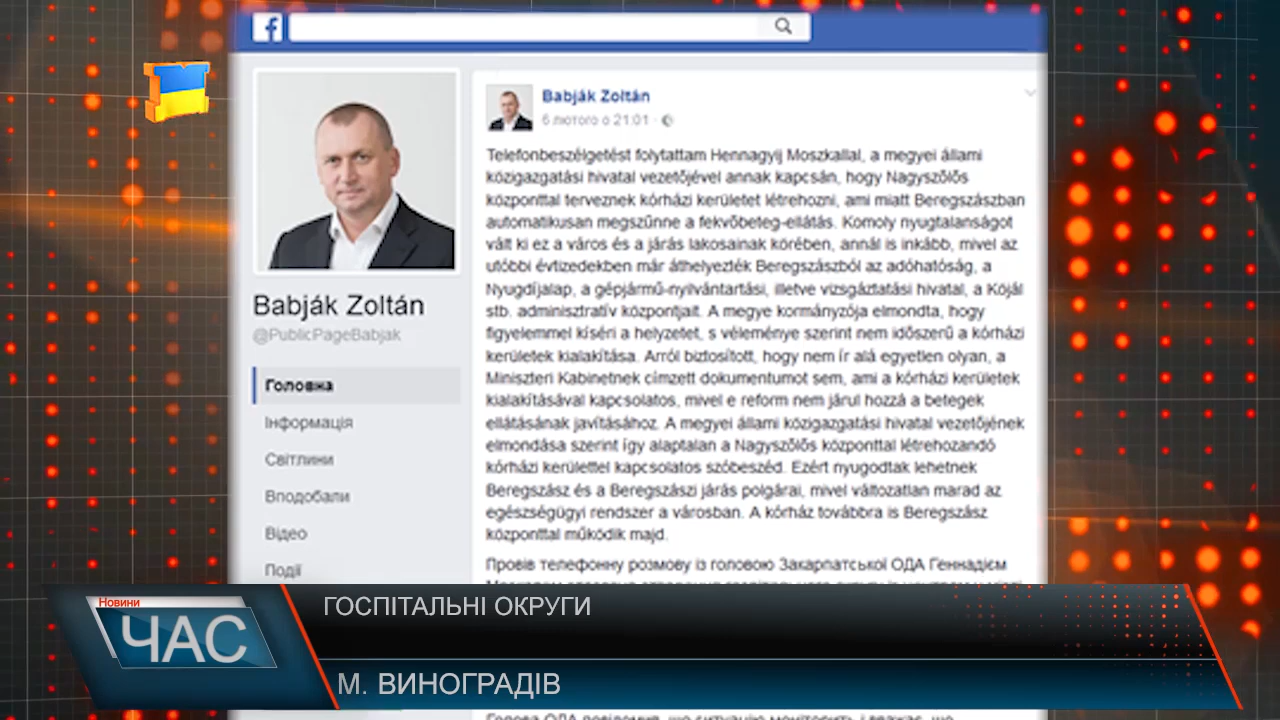 Babják Zoltán
6 лютого о 21:01
Telefonbeszélgetést folytattam Hennagyij Moszkallal, a megyei állami
közigazgatási hivatal vezetőjével annak kapcsán, hogy Nagyszőlős
központtal terveznek kórházi kerületet létrehozni, ami miatt Beregszászban
automatikusan megszűnne a fekvőbeteg-ellátás. Komoly nyugtalanságot
vált ki ez a város és a járás lakosainak körében, annál is inkább, mivel az
utóbbi évtizedekben már áthelyezték Beregszászból az adóhatóság, a
Nyugdíjalap, a gépjármű-nyilvántartási, illetve vizsgáztatási hivatal, a Köjál
stb. adminisztratív központjait. A megye kormányzója elmondta, hogy
figyelemmel kíséri a helyzetet, s véleménye szerint nem időszerű a kórházi
kerületek kialakítása. Arról biztosított, hogy nem ír alá egyetlen olyan, a
Miniszteri Kabinetnek címzett dokumentumot sem, ami a kórházi kerületek
kialakításával kapcsolatos, mivel e reform nem járul hozzá a betegek
ellátásának javításához. A megyei állami közigazgatási hivatal vezetőjének
elmondása szerint így alaptalan a Nagyszőlős központtal létrehozandó
kórházi kerülettel kapcsolatos szóbeszéd. Ezért nyugodtak lehetnek
Beregszász és a Beregszászi járás polgárai, mivel változatlan marad az
egészségügyi rendszer a városban. A kórház továbbra is Beregszász
központtal működik majd.
Провів телефонну розмову із головою Закарпатської ОДА Геннадієм
Babják Zoltán
@PublicPageBabjak
Головна
Інформація
Світлини
Вподобали
Відео
Події
Новини
ЧАС
ГОСПІТАЛЬНІ ОКРУГИ
М. ВИНОГРАДІВ